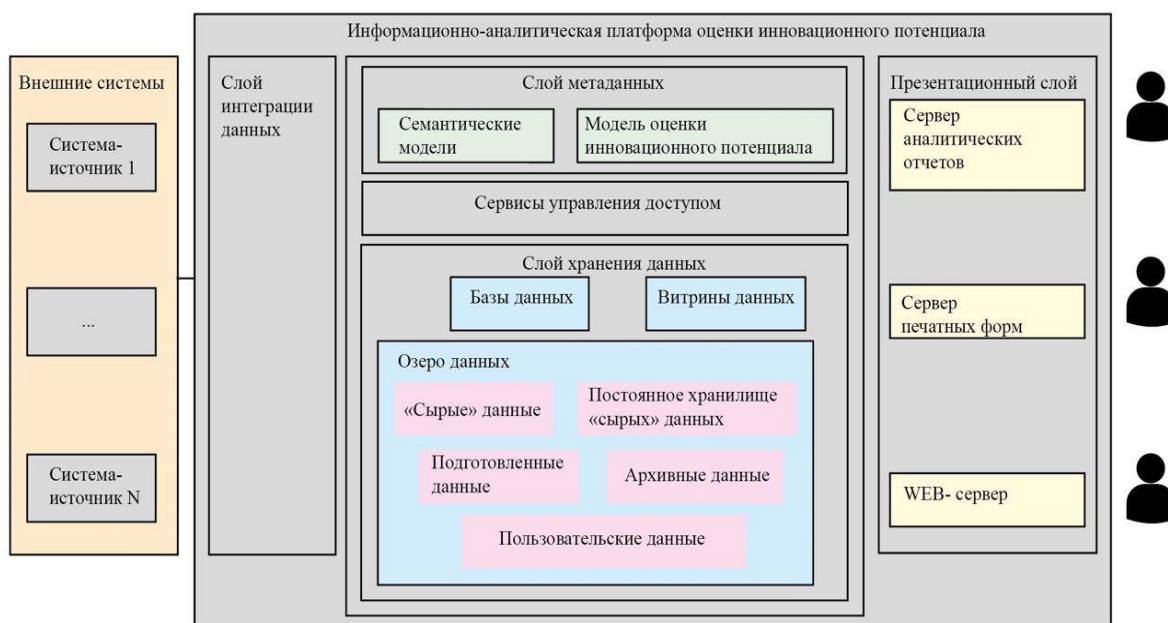 Информационно-аналитическая платформа оценки инновационного потенциала
Внешние системы
Система-
источник 1
...
Система-
источник N
Слой
интеграции
данных
Слой метаданных
Семантические
модели
Модель оценки
инновационного потенциала
Сервисы управления доступом
Слой хранения данных
Базы данных
Витрины данных
Озеро данных
«Сырые» данные
Постоянное хранилище
«сырых» данных
Подготовленные
данные
Архивные данные
Пользовательские данные
Презентационный слой
Сервер
аналитических
отчетов
Сервер
печатных форм
WEB- сервер